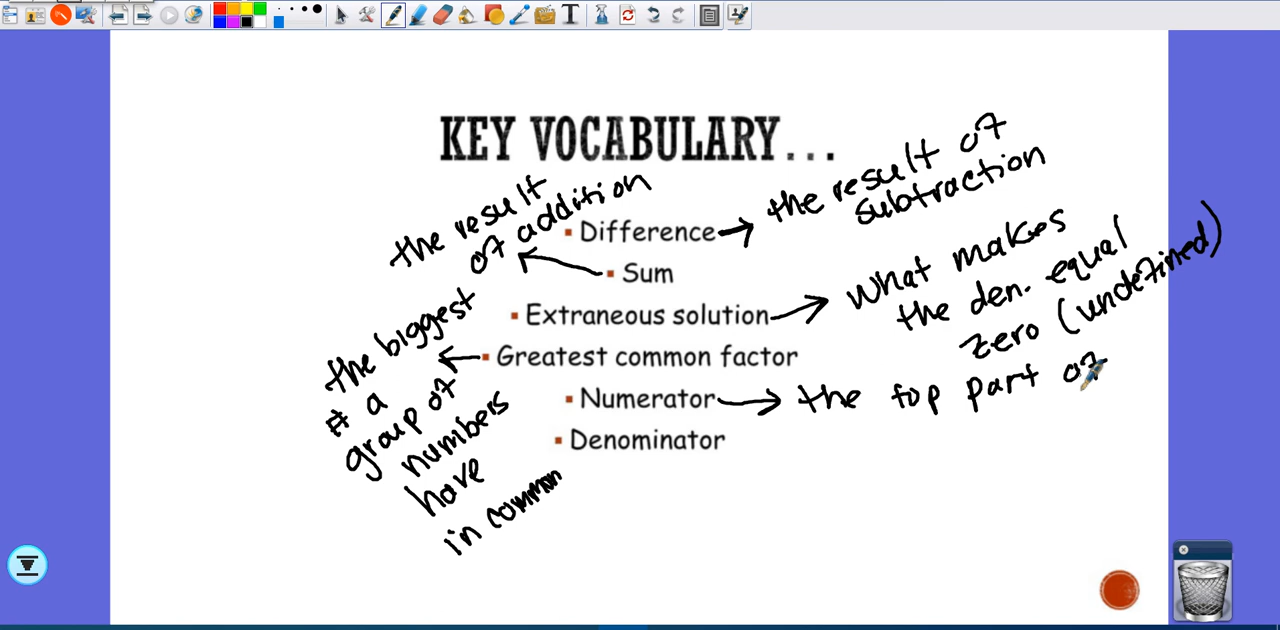 KEY VOCABULARY...
the result
of addition
▪ Difference → the result of
subtraction
▪ Sum
▪ Extraneous solution → what makes
the den. equal
zero (undefined)
▪ Greatest common factor
the biggest
# a
group of
numbers
have
in common
▪ Numerator → the top part of
▪ Denominator
T